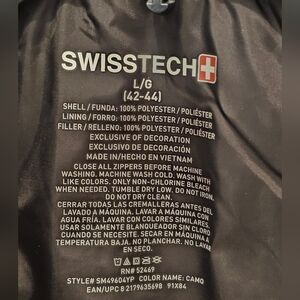 SWISSTECH
L/G
(42-44)
SHELL / FUNDA: 100% POLYESTER / POLIÉSTER
LINING / FORRO: 100% POLYESTER / POLIÉSTER
FILLER / RELLENO: 100% POLYESTER / POLIÉSTER
EXCLUSIVE OF DECORATION
EXCLUSIVO DE DECORACIÓN
MADE IN/HECHO EN VIETNAM
CLOSE ALL ZIPPERS BEFORE MACHINE
WASHING. MACHINE WASH COLD. WASH WITH
LIKE COLORS. ONLY NON-CHLORINE BLEACH
WHEN NEEDED. TUMBLE DRY LOW. DO NOT IRON.
DO NOT DRY CLEAN.
CERRAR TODAS LAS CREMALLERAS ANTES DEL
LAVADO A MÁQUINA. LAVAR A MÁQUINA CON
AGUA FRÍA. LAVAR CON COLORES SIMILARES.
USAR SOLAMENTE BLANQUEADOR SIN CLORO
CUANDO SE NECESITE. SECAR EN MÁQUINA A
TEMPERATURA BAJA. NO PLANCHAR. NO LAVAR
EN SECO.
RN# 52469
STYLE# SM49604YP COLOR NAME: CAMO
EAN/UPC 8 2179635698 91X84